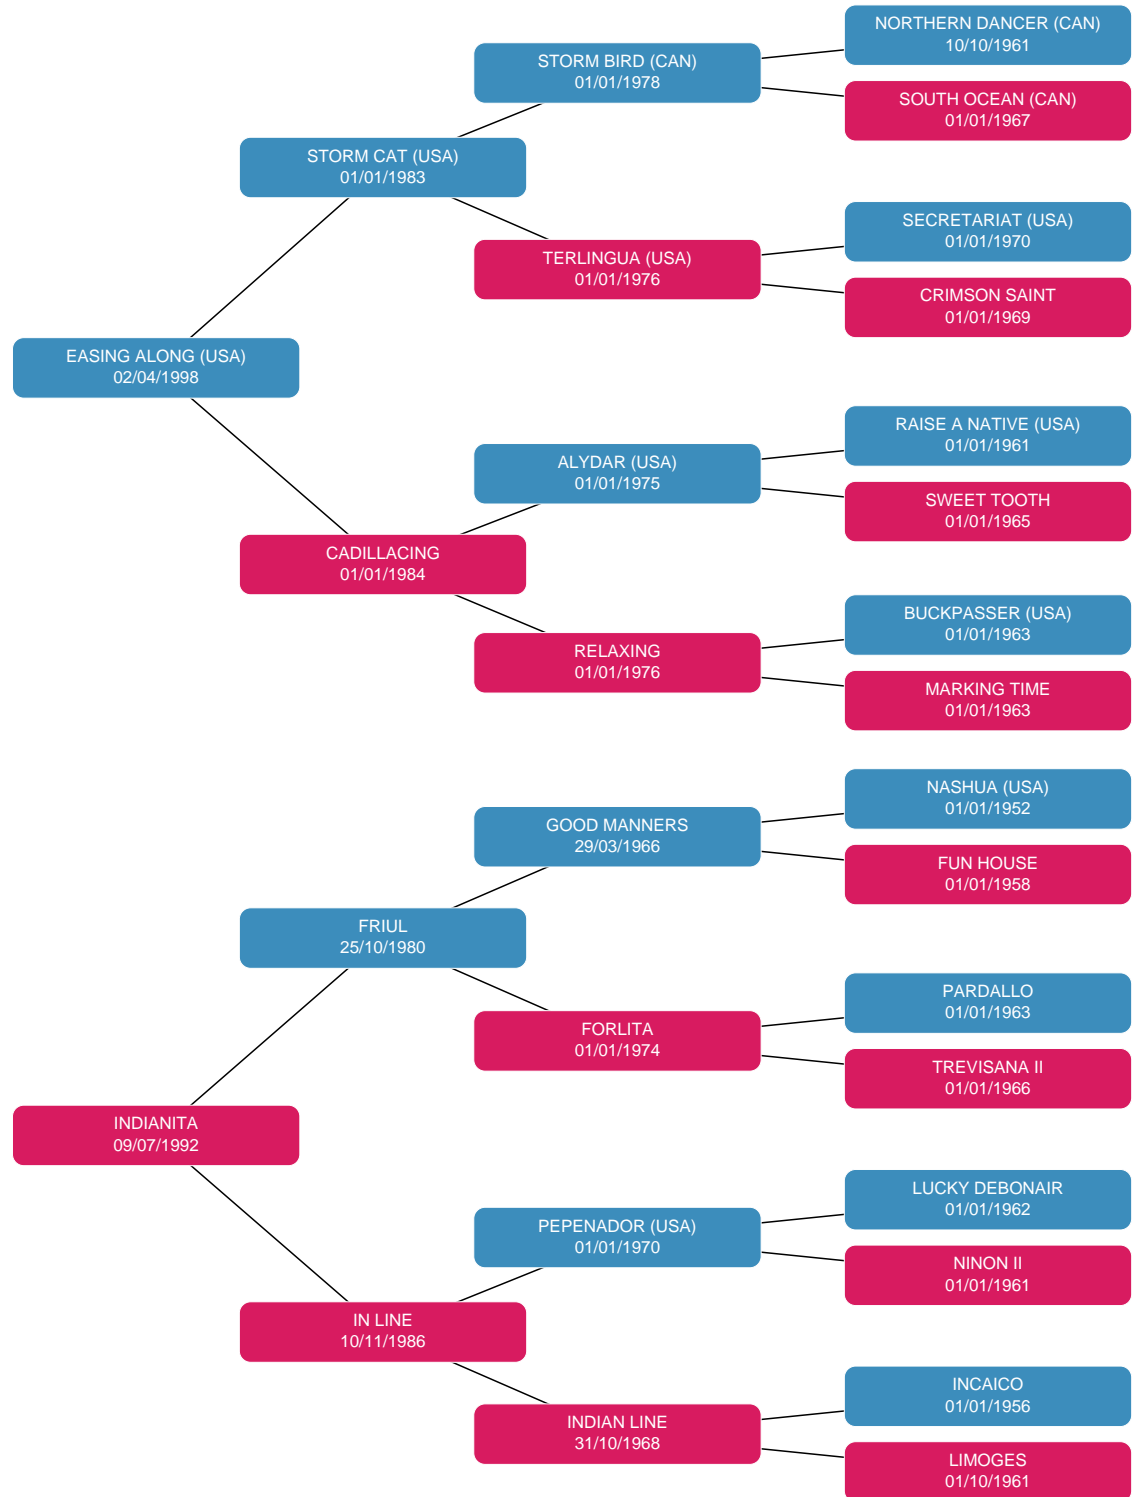 NORTHERN DANCER (CAN)
10/10/1961
STORM BIRD (CAN)
01/01/1978
SOUTH OCEAN (CAN)
01/01/1967
STORM CAT (USA)
01/01/1983
SECRETARIAT (USA)
01/01/1970
TERLINGUA (USA)
01/01/1976
CRIMSON SAINT
01/01/1969
EASING ALONG (USA)
02/04/1998
RAISE A NATIVE (USA)
01/01/1961
ALYDAR (USA)
01/01/1975
SWEET TOOTH
01/01/1965
CADILLACING
01/01/1984
BUCKPASSER (USA)
01/01/1963
RELAXING
01/01/1976
MARKING TIME
01/01/1963
NASHUA (USA)
01/01/1952
GOOD MANNERS
29/03/1966
FUN HOUSE
01/01/1958
FRIUL
25/10/1980
PARDALLO
01/01/1963
FORLITA
01/01/1974
TREVISANA II
01/01/1966
INDIANITA
09/07/1992
LUCKY DEBONAIR
01/01/1962
PEPENADOR (USA)
01/01/1970
NINON II
01/01/1961
IN LINE
10/11/1986
INCAICO
01/01/1956
INDIAN LINE
31/10/1968
LIMOGES
01/10/1961